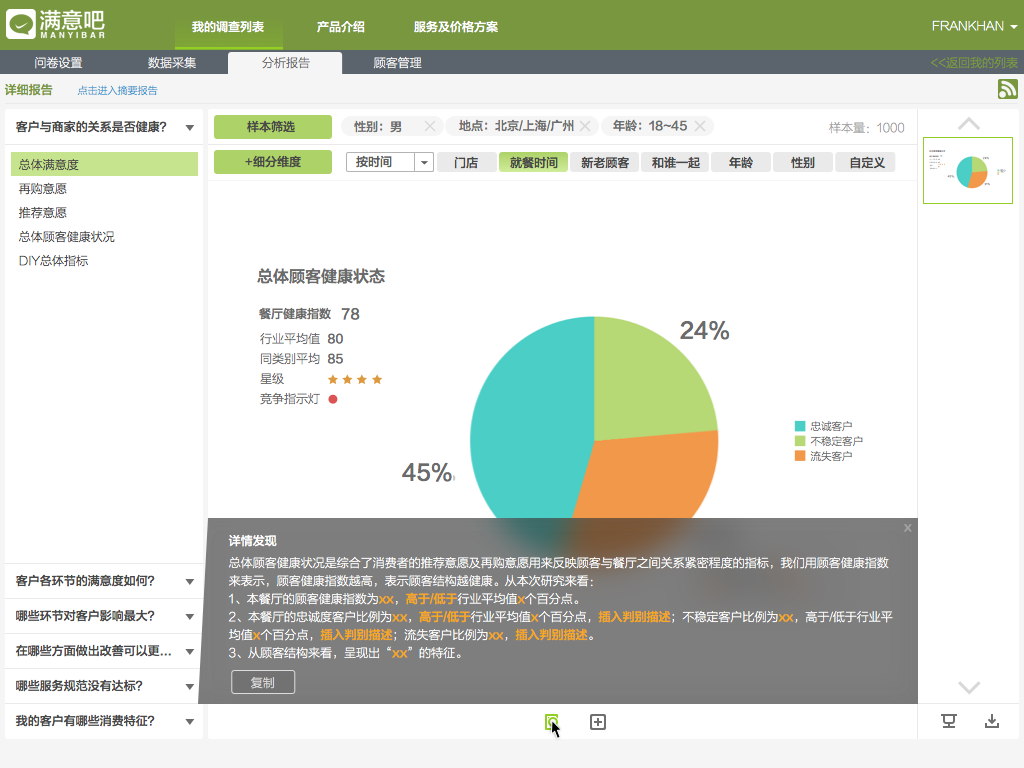 满意吧
MANYIBAR
我的调查列表
产品介绍
服务及价格方案
FRANKHAN
问卷设置
数据采集
分析报告
顾客管理
<<返回我的列表
详细报告
点击进入摘要报告
客户与商家的关系是否健康?
总体满意度
再购意愿
推荐意愿
总体顾客健康状况
DIY总体指标
客户各环节的满意度如何?
哪些环节对客户影响最大?
在哪些方面做出改善可以更...
哪些服务规范没有达标?
我的客户有哪些消费特征?
样本筛选
性别：男
地点：北京/上海/广州
年龄：18~45
样本量：1000
+细分维度
按时间
门店
就餐时间
新老顾客
和谁一起
年龄
性别
自定义
总体顾客健康状态
餐厅健康指数 78
行业平均值 80
同类别平均 85
星级
竞争指示灯
24%
45%
忠诚客户
不稳定客户
流失客户
x
详情发现
总体顾客健康状况是综合了消费者的推荐意愿及再购意愿用来反映顾客与餐厅之间关系紧密程度的指标，我们用顾客健康指数
来表示，顾客健康指数越高，表示顾客结构越健康。从本次研究来看：
1、本餐厅的顾客健康指数为xx，高于/低于行业平均值x个百分点。
2、本餐厅的忠诚度客户比例为xx，高于/低于行业平均值x个百分点，插入判别描述；不稳定客户比例为xx，高于/低于行业平
均值x个百分点，插入判别描述；流失客户比例为xx，插入判别描述。
3、从顾客结构来看，呈现出“xx”的特征。
复制